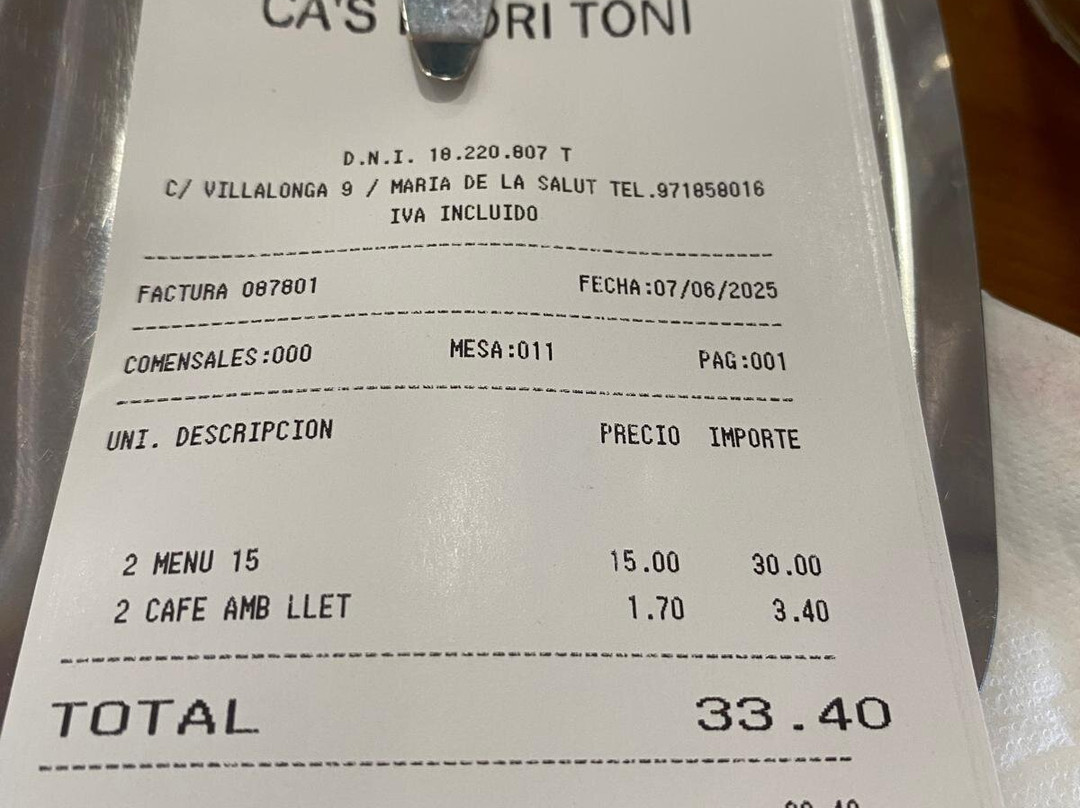 CA'S TONI
D.N.I. 18.220.807 T
C/ VILLALONGA 9 / MARIA DE LA SALUT TEL.971858016
IVA INCLUIDO
FACTURA 087801 FECHA:07/06/2025
COMENSALES:000 MESA:011 PAG:001
UNI. DESCRIPCION PRECIO IMPORTE
2 MENU 15 15.00 30.00
2 CAFE AMB LLET 1.70 3.40
TOTAL 33.40